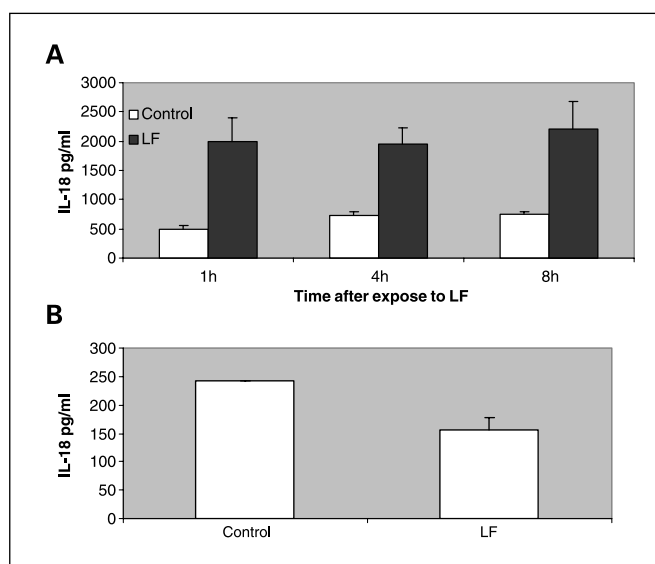 A
3000
2500
2000
1500
1000
500
0
IL-18 pg/ml
Control
LF
1h 4h 8h
Time after expose to LF
B
300
250
200
150
100
50
0
IL-18 pg/ml
Control LF